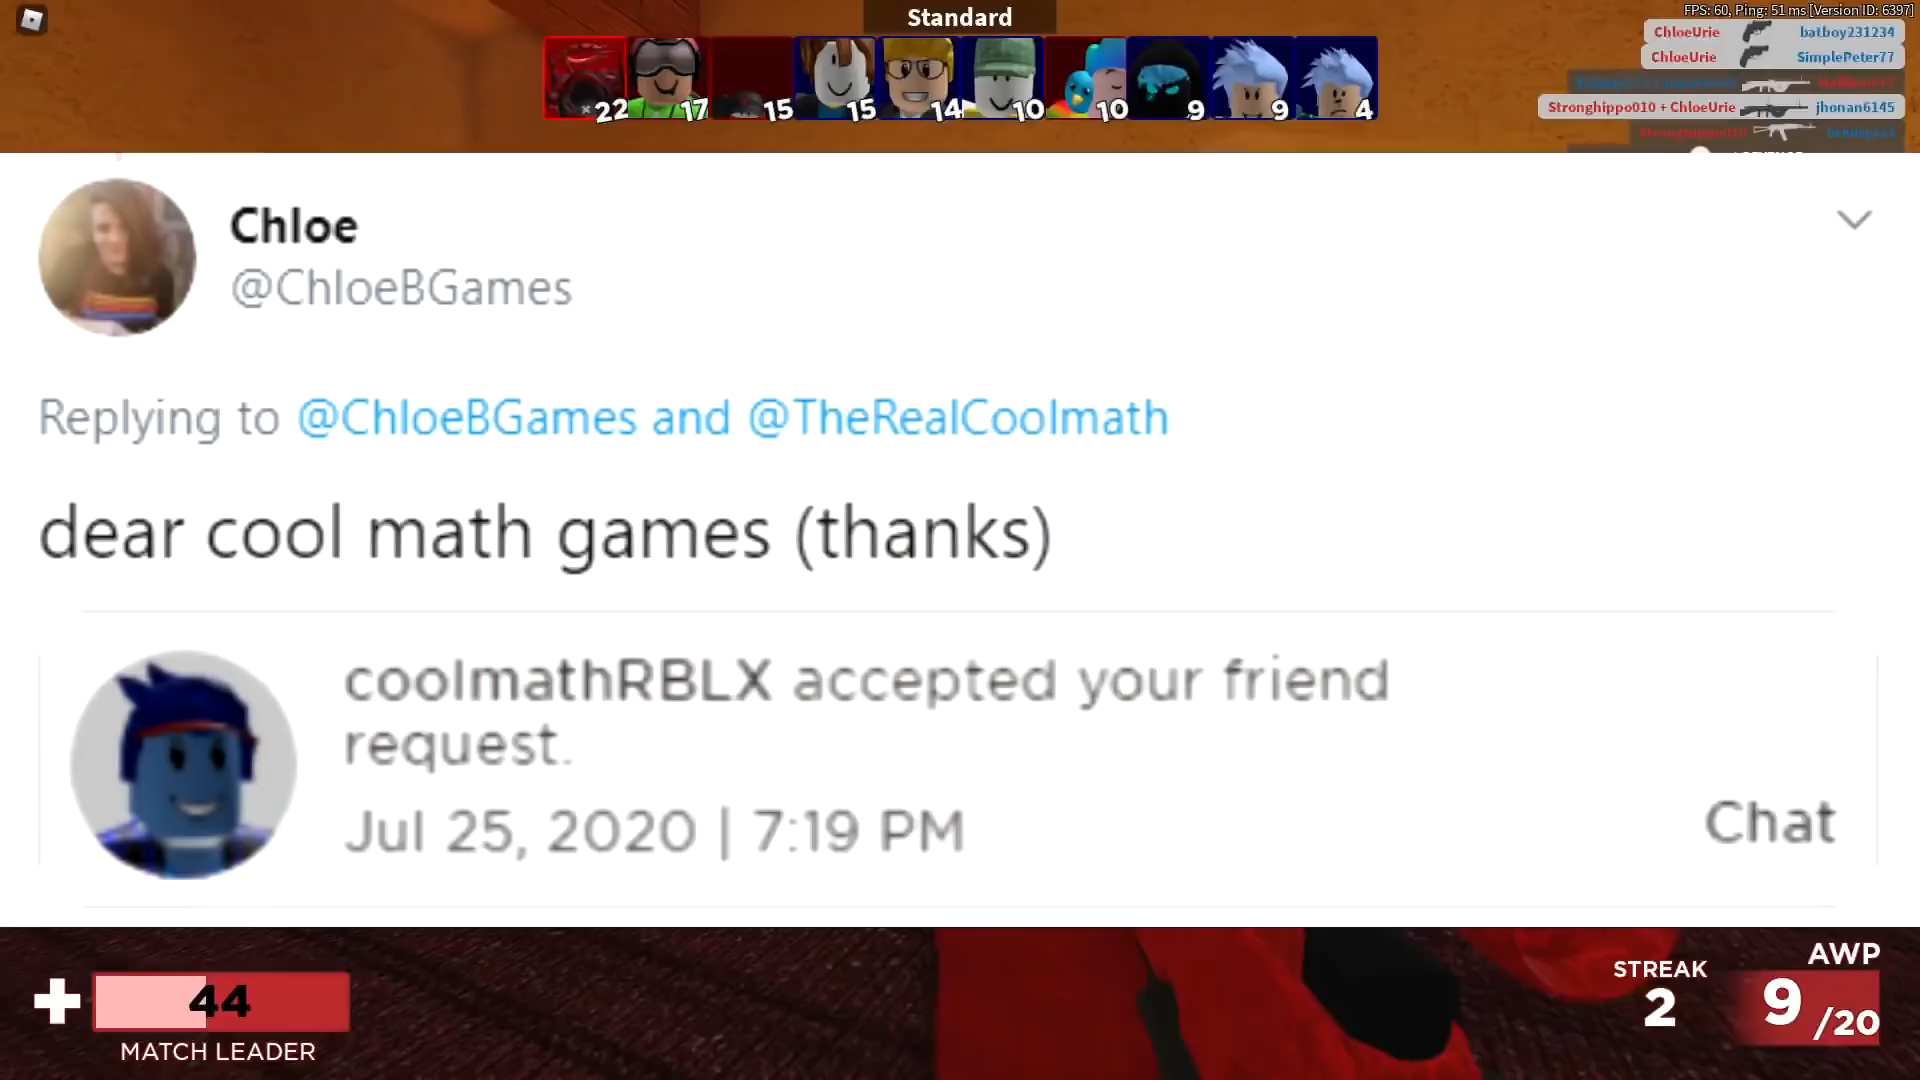 Standard
FPS: 60, Ping: 51 ms [Version ID: 6397]
ChloeUrie batboy231234
ChloeUrie SimplePeter77
Stronghippo010 + ChloeUrie jhonan6145
22 17 15 15 14 10 10 9 9 4
Chloe
@ChloeBGames
Replying to @ChloeBGames and @TheRealCoolmath
dear cool math games (thanks)
coolmathRBLX accepted your friend
request.
Jul 25, 2020 | 7:19 PM
Chat
44
MATCH LEADER
STREAK
2
AWP
9/20